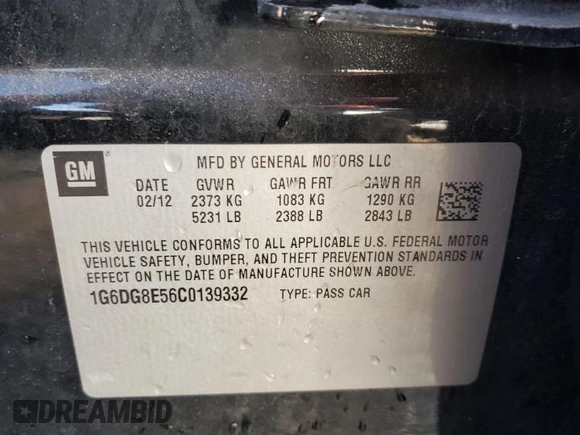 GM
MFD BY GENERAL MOTORS LLC
DATE GVWR GAWR FRT GAWR RR
02/12 2373 KG 1083 KG 1290 KG
5231 LB 2388 LB 2843 LB
THIS VEHICLE CONFORMS TO ALL APPLICABLE U.S. FEDERAL MOTOR
VEHICLE SAFETY, BUMPER, AND THEFT PREVENTION STANDARDS IN
EFFECT ON THE DATE OF MANUFACTURE SHOWN ABOVE.
1G6DG8E56C0139332 TYPE: PASS CAR
DREAMBID